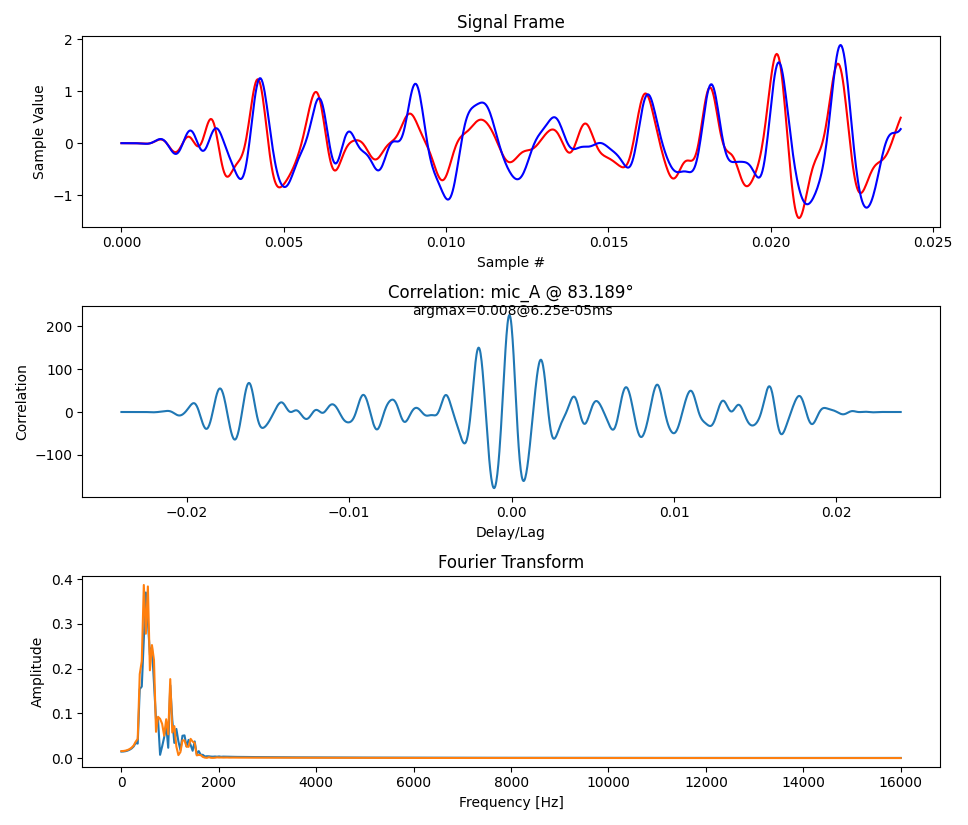 Signal Frame
2
1
0
−1
Sample Value
0.000 0.005 0.010 0.015 0.020 0.025
Sample #
Correlation: mic_A @ 83.189°
argmax=0.008@6.25e-05ms
200
100
0
−100
Correlation
−0.02 −0.01 0.00 0.01 0.02
Delay/Lag
Fourier Transform
0.4
0.3
0.2
0.1
0.0
Amplitude
0 2000 4000 6000 8000 10000 12000 14000 16000
Frequency [Hz]